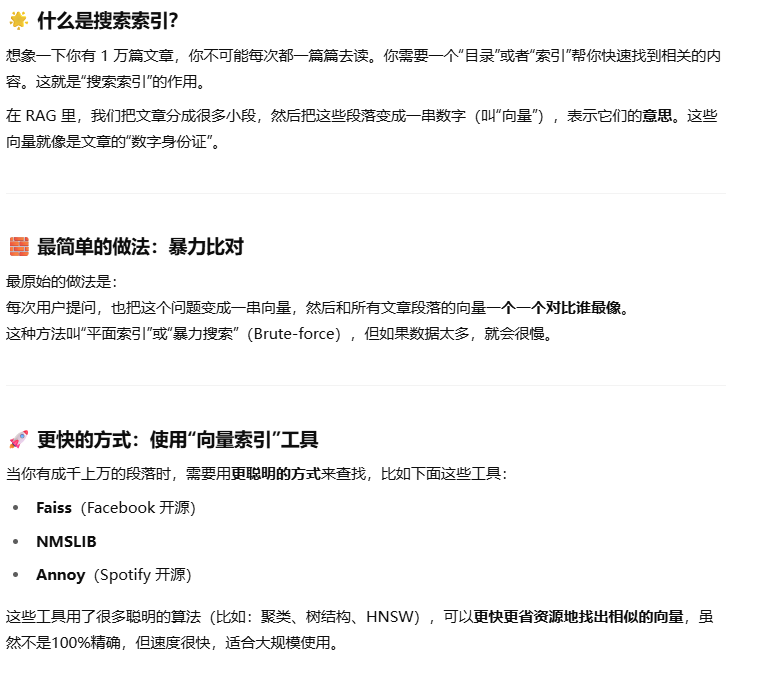 🌟 什么是搜索索引？
想象一下你有 1 万篇文章，你不可能每次都一篇篇去读。你需要一个“目录”或者“索引”帮你快速找到相关的内
容。这就是“搜索索引”的作用。
在 RAG 里，我们把文章分成很多小段，然后把这些段落变成一串数字（叫“向量”），表示它们的意思。这些
向量就像是文章的“数字身份证”。
🧱 最简单的做法：暴力比对
最原始的做法是：
每次用户提问，也把这个问题变成一串向量，然后和所有文章段落的向量一个一个对比谁最像。
这种方法叫“平面索引”或“暴力搜索”（Brute-force），但如果数据太多，就会很慢。
🚀 更快的方式：使用“向量索引”工具
当你有成千上万的段落时，需要用更聪明的方式来查找，比如下面这些工具：
• Faiss（Facebook 开源）
• NMSLIB
• Annoy（Spotify 开源）
这些工具用了很多聪明的算法（比如：聚类、树结构、HNSW），可以更快更省资源地找出相似的向量，虽
然不是100%精确，但速度很快，适合大规模使用。